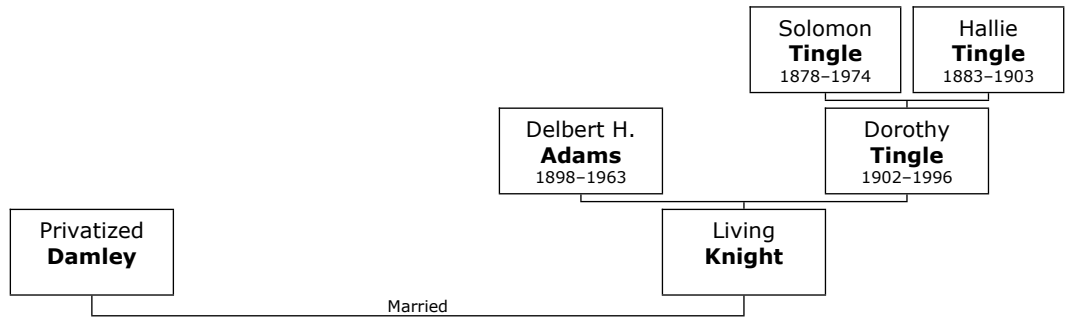 Solomon
Tingle
1878–1974
Hallie
Tingle
1883–1903
Delbert H.
Adams
1898–1963
Dorothy
Tingle
1902–1996
Privatized
Damley
Living
Knight
Married